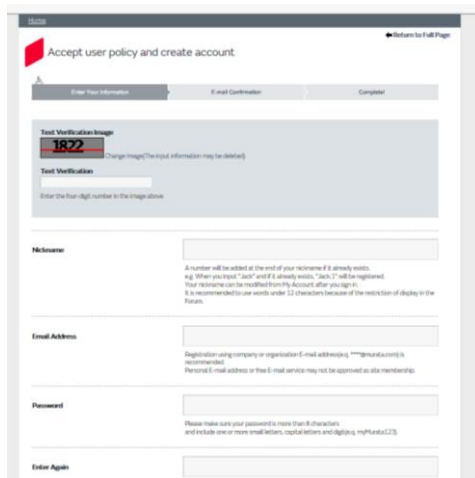 Home
Return to Full Page
Accept user policy and create account
Enter Your Information
E-mail Confirmation
Complete!
Text Verification Image
1822
Change Image(The input information may be deleted)
Text Verification
Enter the four-digit number in the image above.
Nickname
A number will be added at the end of your nickname if it already exists.
e.g. When you input "Jack" and if it already exists, "Jack.1" will be registered.
Your nickname can be modified from My Account after you sign in.
It is recommended to use words under 12 characters because of the restriction of display in the
Forum.
Email Address
Registration using company or organization E-mail address(e.g. ****@murata.com) is
recommended.
Personal E-mail address or free E-mail service may not be approved as site membership.
Password
Please make sure your password is more than 8 characters
and include one or more small letters, capital letters and digit(e.g. myMurata123).
Enter Again